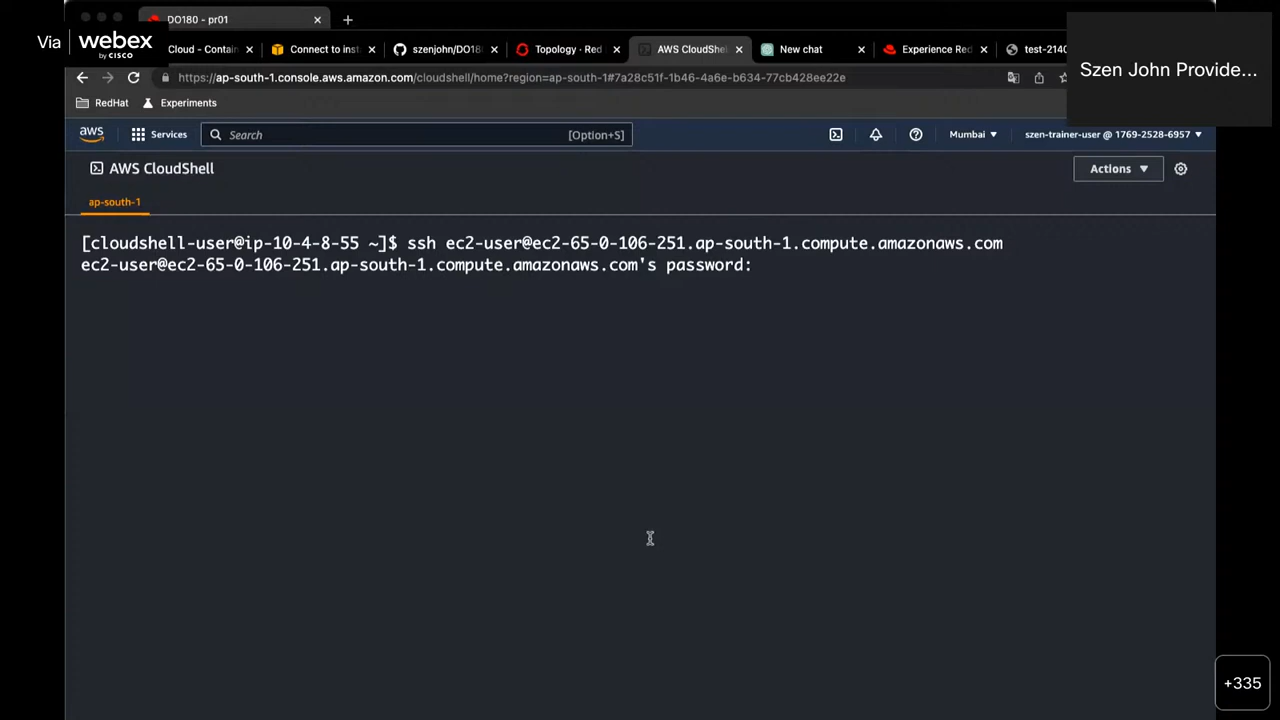 DO180 - pr01
Via webex by CISCO
Cloud - Contain
Connect to inst
szenjohn/DO18
Topology · Red
AWS CloudShel
New chat
Experience Red
test-2140
Szen John Provide...
https://ap-south-1.console.aws.amazon.com/cloudshell/home?region=ap-south-1#7a28c51f-1b46-4a6e-b634-77cb428ee22e
RedHat
Experiments
aws
Services
Search
[Option+S]
Mumbai
szen-trainer-user @ 1769-2528-6957
AWS CloudShell
Actions
ap-south-1
[cloudshell-user@ip-10-4-8-55 ~]$ ssh ec2-user@ec2-65-0-106-251.ap-south-1.compute.amazonaws.com
ec2-user@ec2-65-0-106-251.ap-south-1.compute.amazonaws.com's password:
+335